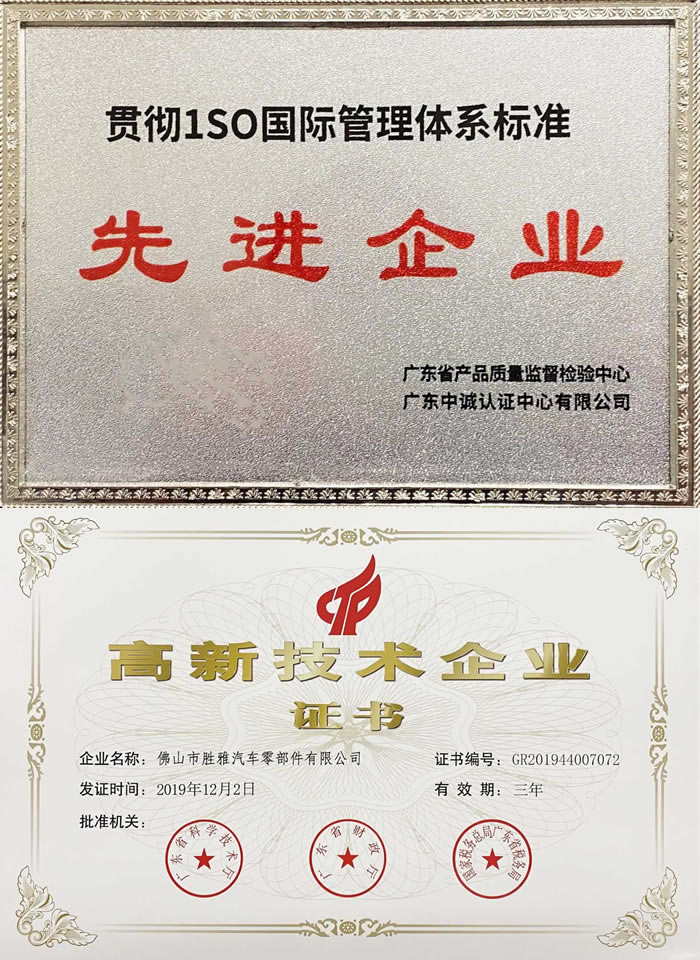 贯彻1SO国际管理体系标准
先进企业
广东省产品质量监督检验中心
广东中诚认证中心有限公司
高新技术企业
证书
企业名称：佛山市胜雅汽车零部件有限公司
证书编号：GR201944007072
发证时间：2019年12月2日
有效期：三年
批准机关：
广东省科学技术厅
广东省财政厅
国家税务总局广东省税务局